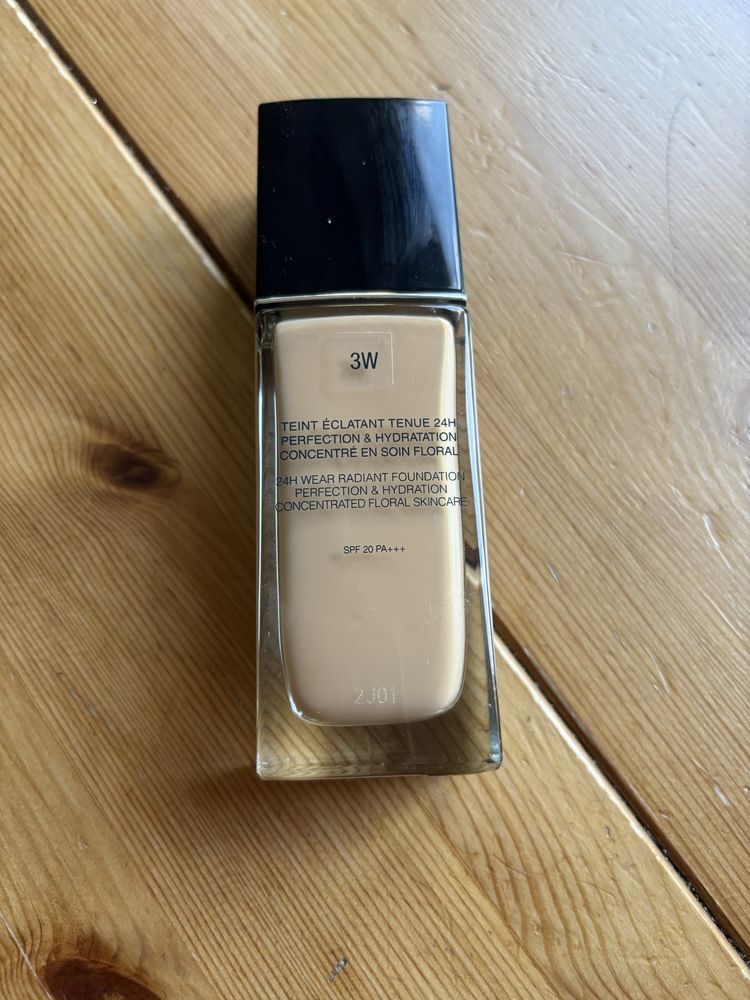 3W
TEINT ÉCLATANT TENUE 24H
PERFECTION & HYDRATATION
CONCENTRÉ EN SOIN FLORAL
24H WEAR RADIANT FOUNDATION
PERFECTION & HYDRATION
CONCENTRATED FLORAL SKINCARE
SPF 20 PA+++
2J01